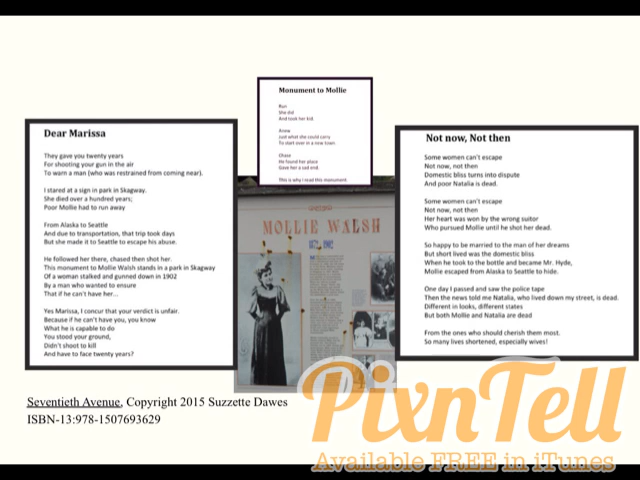 Monument to Mollie
Run
She did
And took her kid.
Anew
Just what she could carry
To start over in a new town.
Chase
He found her place
Gave her a sad end.
This is why I read this monument
Dear Marissa
They gave you twenty years
For shooting your gun in the air
To warn a man (who was restrained from coming near).
I stared at a sign in park in Skagway.
She died over a hundred years;
Poor Mollie had to run away
From Alaska to Seattle
And due to transportation, that trip took days
But she made it to Seattle to escape his abuse.
He followed her there, chased then shot her.
This monument to Mollie Walsh stands in a park in Skagway
Of a woman stalked and gunned down in 1902
By a man who wanted to ensure
That if he can't have her...
Yes Marissa, I concur that your verdict is unfair.
Because if he can't have you, you know
What he is capable to do
You stood your ground,
Didn't shoot to kill
And have to face twenty years?
MOLLIE WALSH
Not now, Not then
Some women can't escape
Not now, not then
Domestic bliss turns into dispute
And poor Natalia is dead.
Some women can't escape
Not now, not then
Her heart was won by the wrong suitor
Who pursued Mollie until he shot her dead.
So happy to be married to the man of her dreams
But short lived was the domestic bliss
When he took to the bottle and became Mr. Hyde,
Mollie escaped from Alaska to Seattle to hide.
One day I passed and saw the police tape
Then the news told me Natalia, who lived down my street, is dead.
Different in looks, different states
But both Mollie and Natalia are dead
From the ones who should cherish them most.
So many lives shortened, especially wives!
Seventieth Avenue, Copyright 2015 Suzzette Dawes
ISBN-13:978-1507693629
PixnTell
Available FREE in iTunes